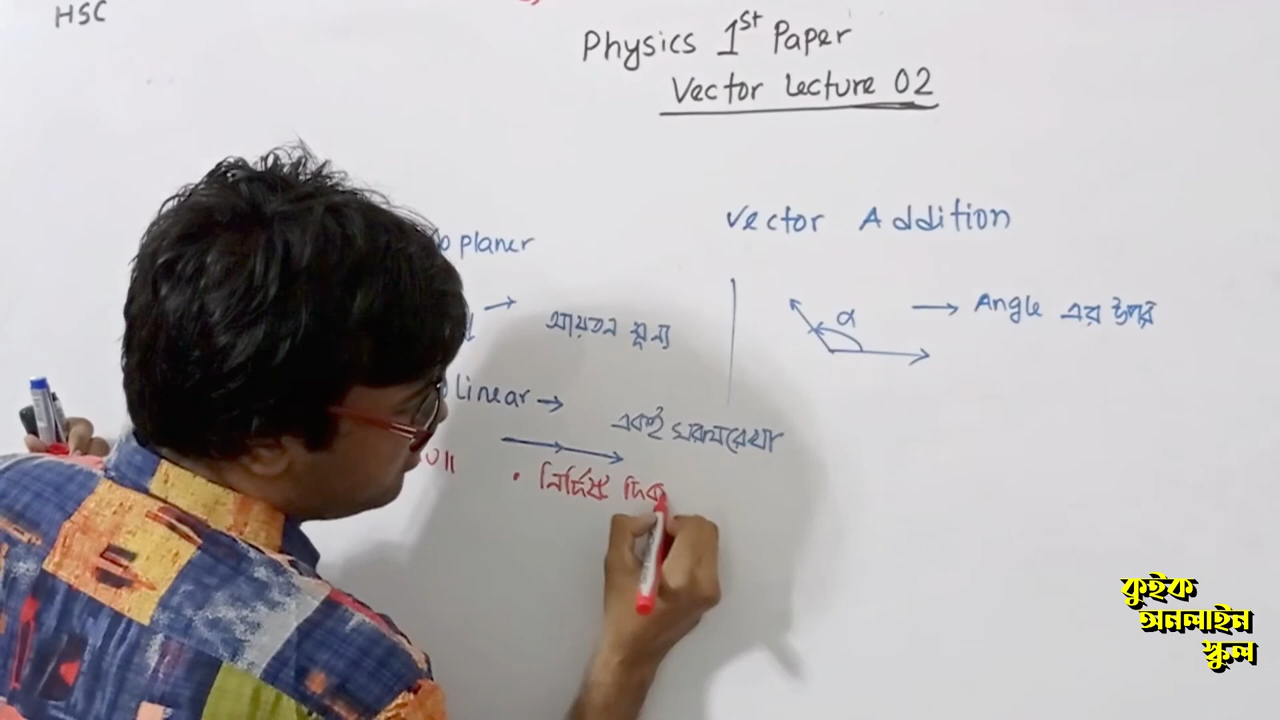 HSC
Physics 1st Paper
Vector Lecture 02
Vector Addition
planer
আয়তন শূন্য
α → Angle এর উপর
linear →
একই সরলরেখা
ull
• নির্দিষ্ট দিক
কুইক
অনলাইন
স্কুল